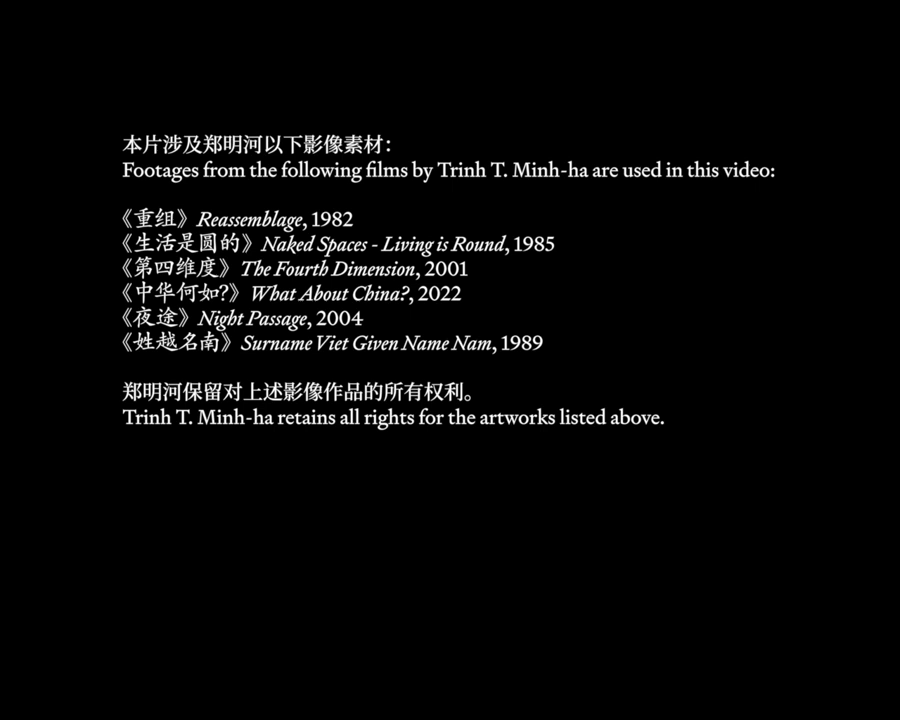 本片涉及郑明河以下影像素材：
Footages from the following films by Trinh T. Minh-ha are used in this video:
《重组》Reassemblage, 1982
《生活是圆的》Naked Spaces - Living is Round, 1985
《第四维度》The Fourth Dimension, 2001
《中华何如?》What About China?, 2022
《夜途》Night Passage, 2004
《姓越名南》Surname Viet Given Name Nam, 1989
郑明河保留对上述影像作品的所有权利。
Trinh T. Minh-ha retains all rights for the artworks listed above.